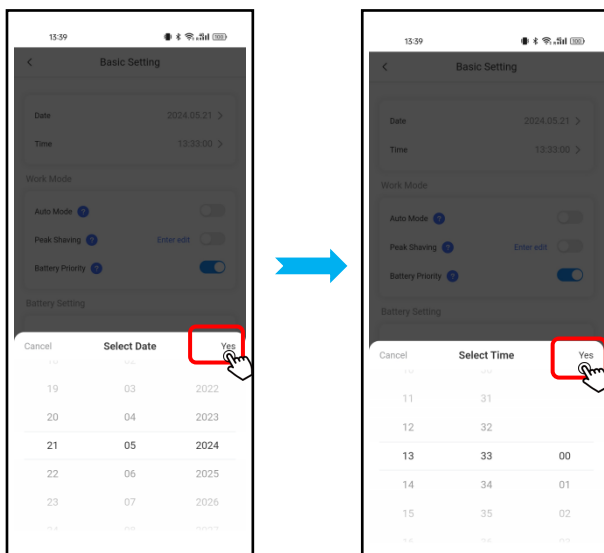 13:39
100
Basic Setting
Date 2024.05.21 >
Time 13:33:00 >
Work Mode
Auto Mode ?
Peak Shaving ? Enter edit
Battery Priority ?
Battery Setting
Cancel Select Date Yes
19 03 2022
20 04 2023
21 05 2024
22 06 2025
23 07 2026
13:39
100
Basic Setting
Date 2024.05.21 >
Time 13:33:00 >
Work Mode
Auto Mode ?
Peak Shaving ? Enter edit
Battery Priority ?
Battery Setting
Cancel Select Time Yes
11 31
12 32
13 33 00
14 34 01
15 35 02